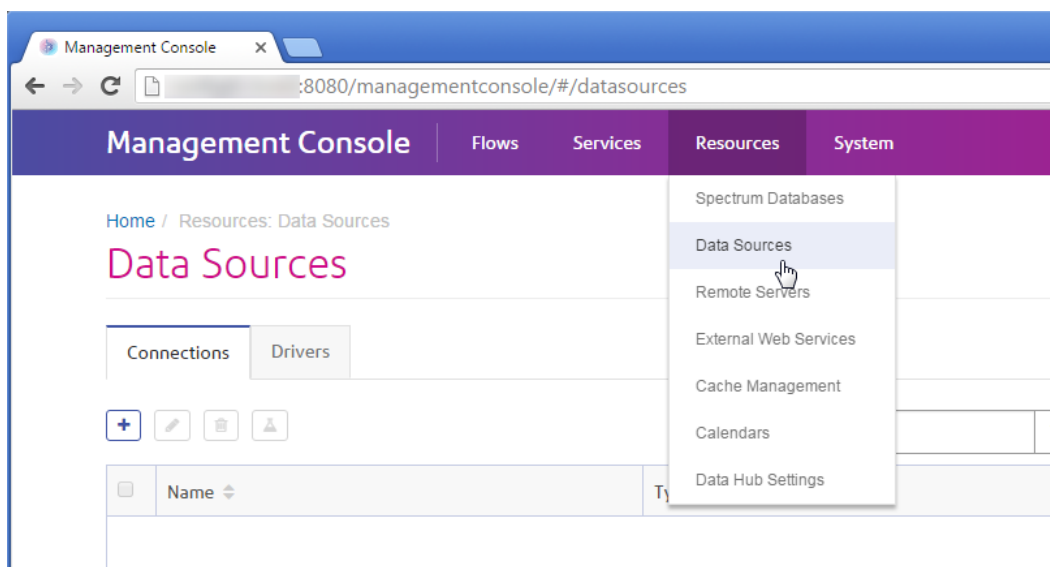 Management Console
:8080/managementconsole/#/datasources
Management Console Flows Services Resources System
Home / Resources: Data Sources
Data Sources
Connections Drivers
Name
Spectrum Databases
Data Sources
Remote Servers
External Web Services
Cache Management
Calendars
Data Hub Settings